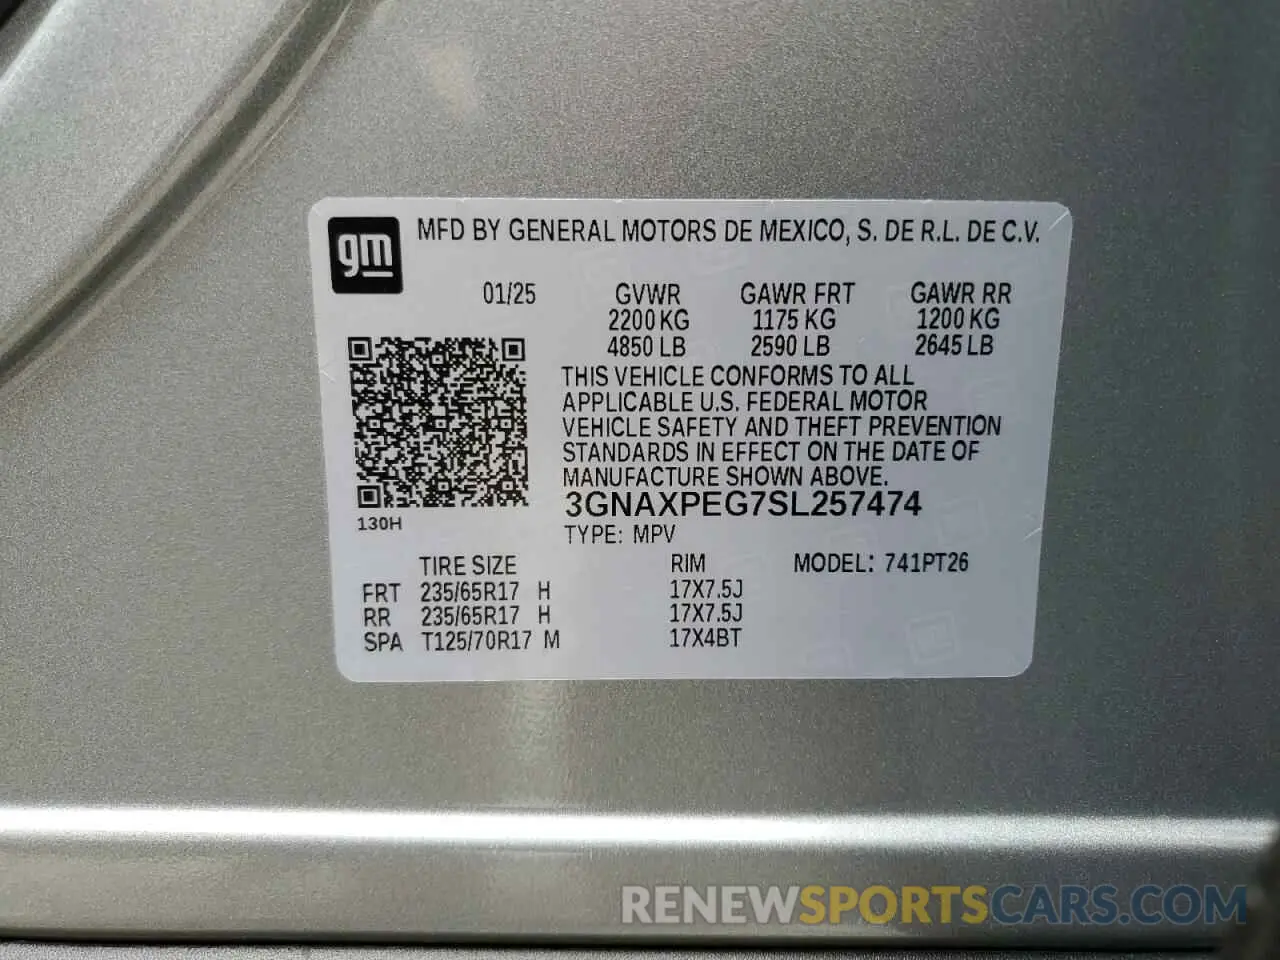 gm
MFD BY GENERAL MOTORS DE MEXICO, S. DE R.L. DE C.V.
01/25 GVWR GAWR FRT GAWR RR
2200 KG 1175 KG 1200 KG
4850 LB 2590 LB 2645 LB
THIS VEHICLE CONFORMS TO ALL
APPLICABLE U.S. FEDERAL MOTOR
VEHICLE SAFETY AND THEFT PREVENTION
STANDARDS IN EFFECT ON THE DATE OF
MANUFACTURE SHOWN ABOVE.
3GNAXPEG7SL257474
130H
TYPE: MPV
TIRE SIZE RIM MODEL: 741PT26
FRT 235/65R17 H 17X7.5J
RR 235/65R17 H 17X7.5J
SPA T125/70R17 M 17X4BT
RENEWSPORTSCARS.COM